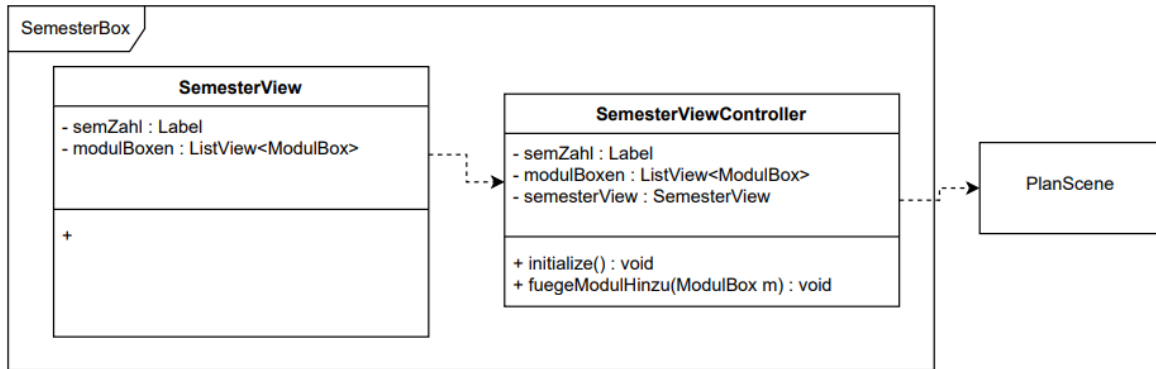 SemesterBox
SemesterView
- semZahl : Label
- modulBoxen : ListView<ModulBox>
+
SemesterViewController
- semZahl : Label
- modulBoxen : ListView<ModulBox>
- semesterView : SemesterView
+ initialize() : void
+ fuegeModulHinzu(ModulBox m) : void
PlanScene